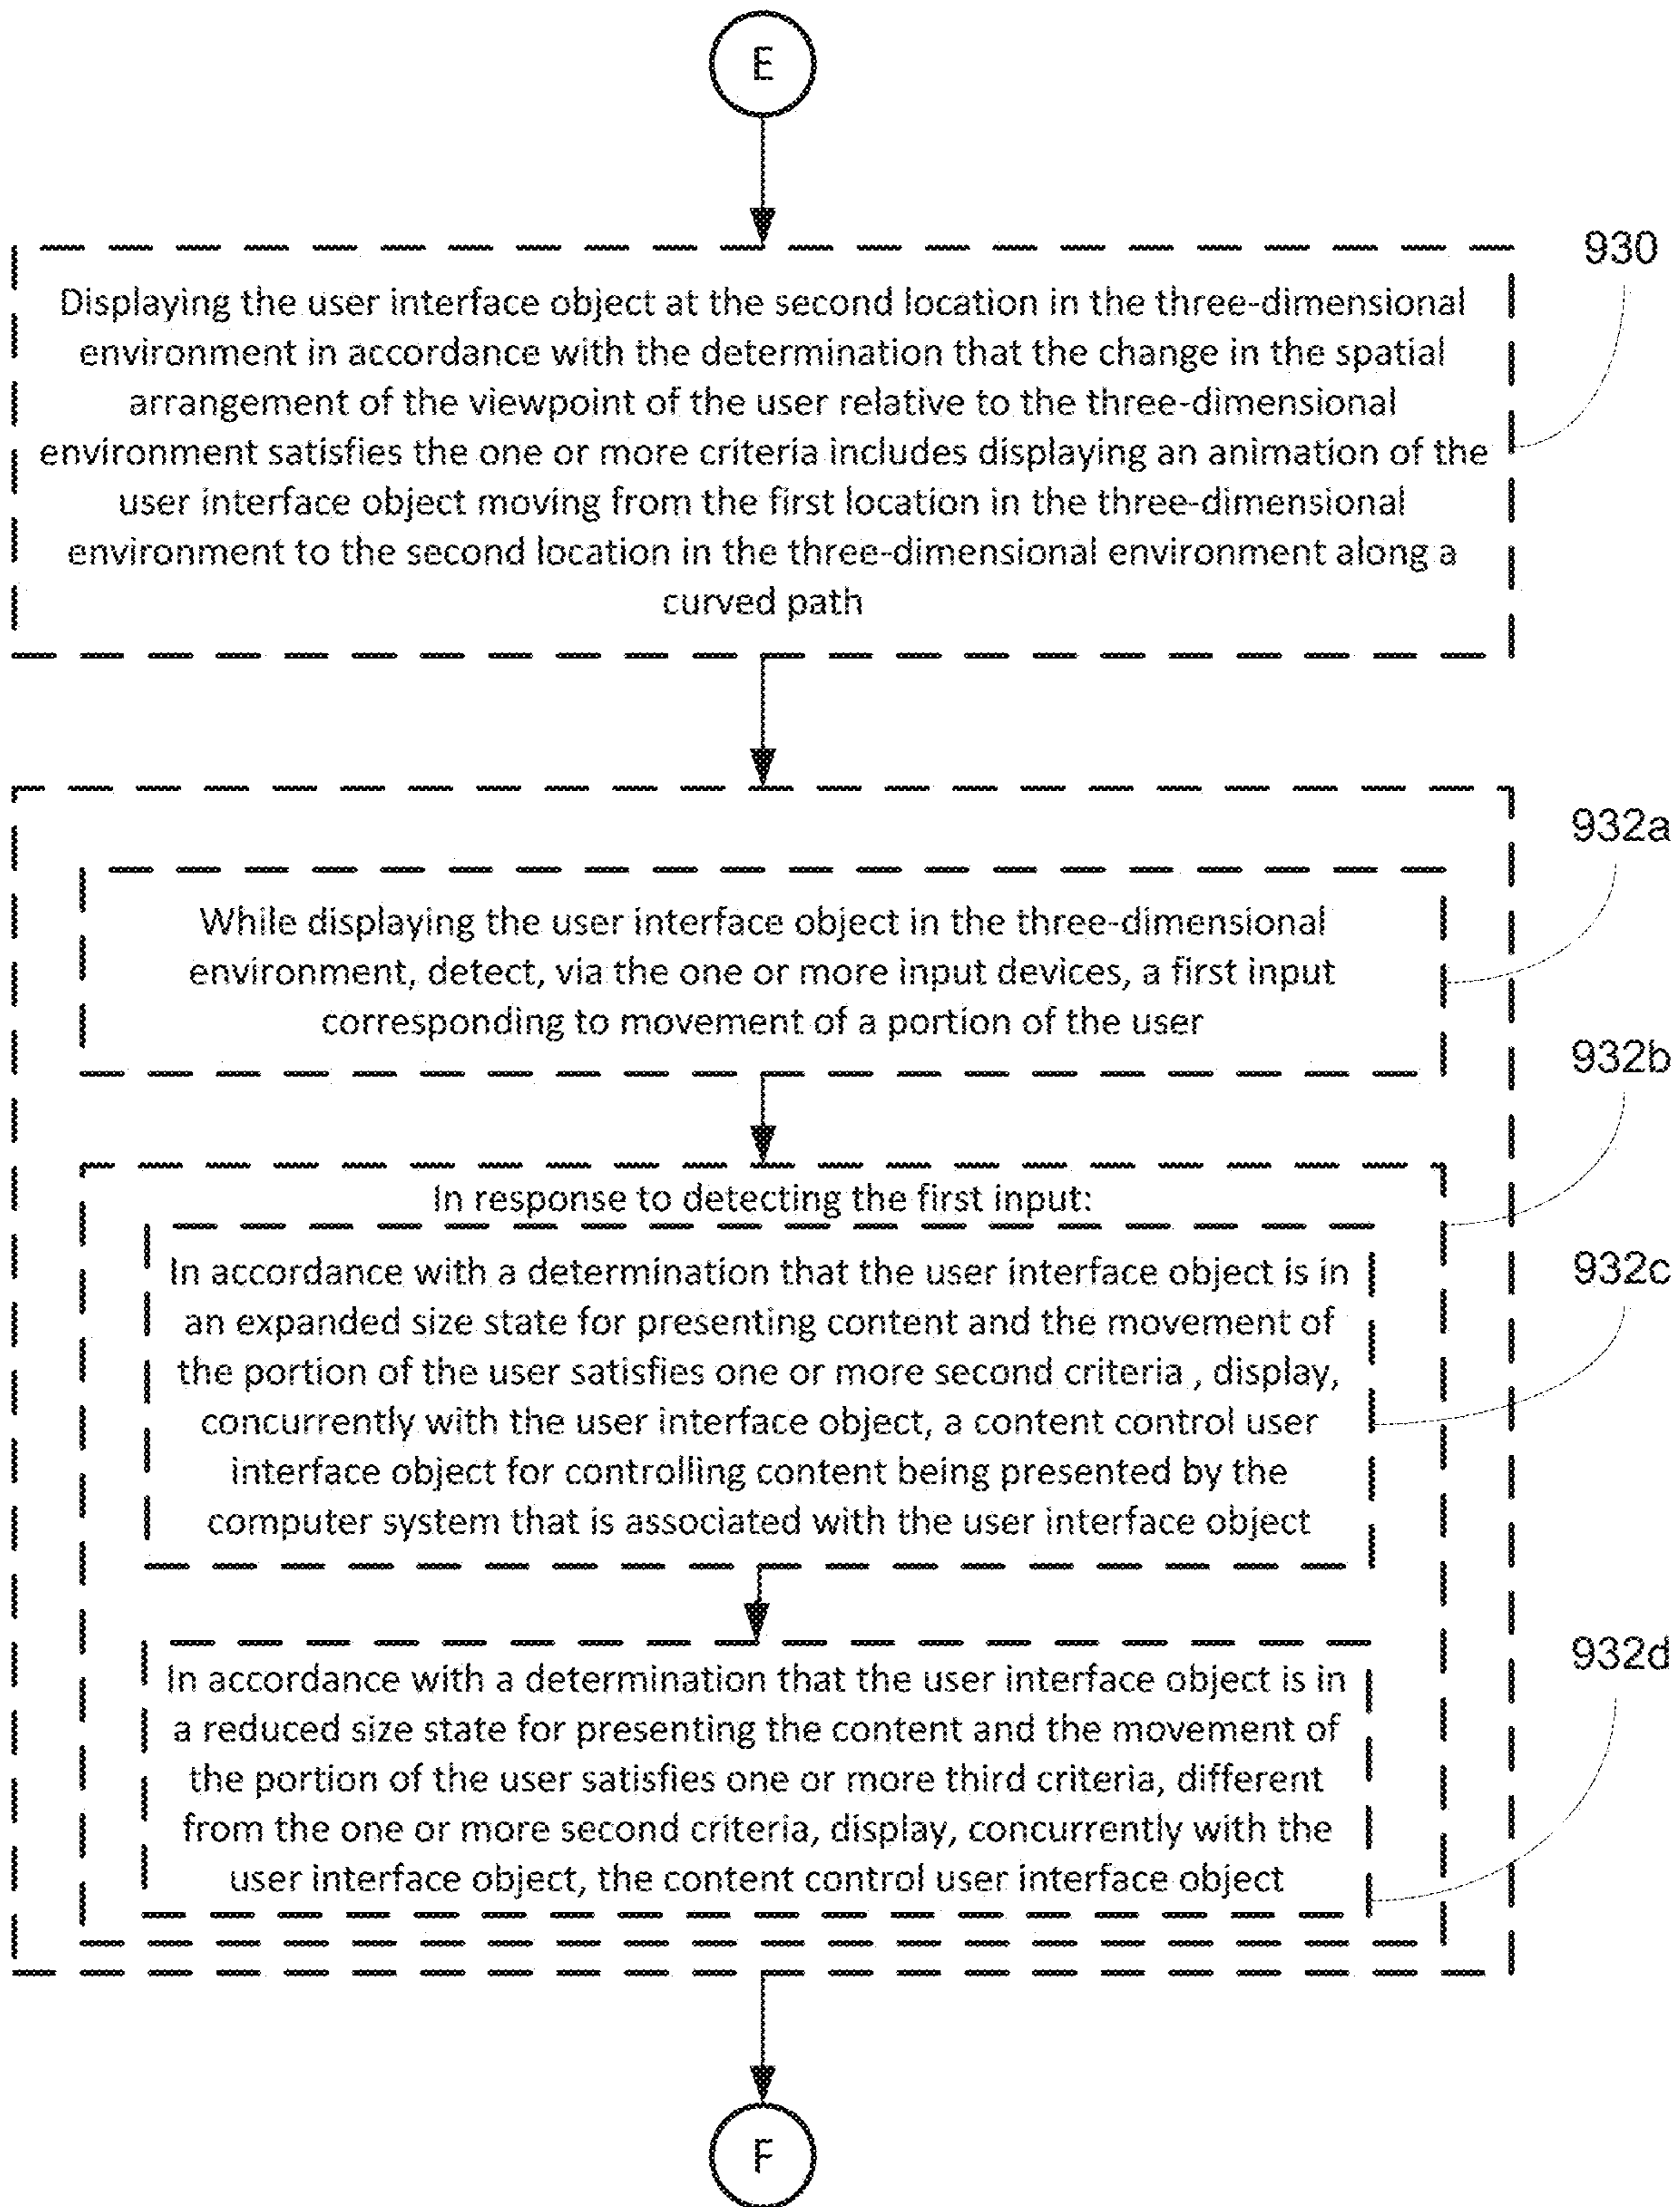 E
930
Displaying the user interface object at the second location in the three-dimensional
environment in accordance with the determination that the change in the spatial
arrangement of the viewpoint of the user relative to the three-dimensional
environment satisfies the one or more criteria includes displaying an animation of the
user interface object moving from the first location in the three-dimensional
environment to the second location in the three-dimensional environment along a
curved path
932a
While displaying the user interface object in the three-dimensional
environment, detect, via the one or more input devices, a first input
corresponding to movement of a portion of the user
932b
In response to detecting the first input:
932c
In accordance with a determination that the user interface object is in
an expanded size state for presenting content and the movement of
the portion of the user satisfies one or more second criteria , display,
concurrently with the user interface object, a content control user
interface object for controlling content being presented by the
computer system that is associated with the user interface object
932d
In accordance with a determination that the user interface object is in
a reduced size state for presenting the content and the movement of
the portion of the user satisfies one or more third criteria, different
from the one or more second criteria, display, concurrently with the
user interface object, the content control user interface object
F